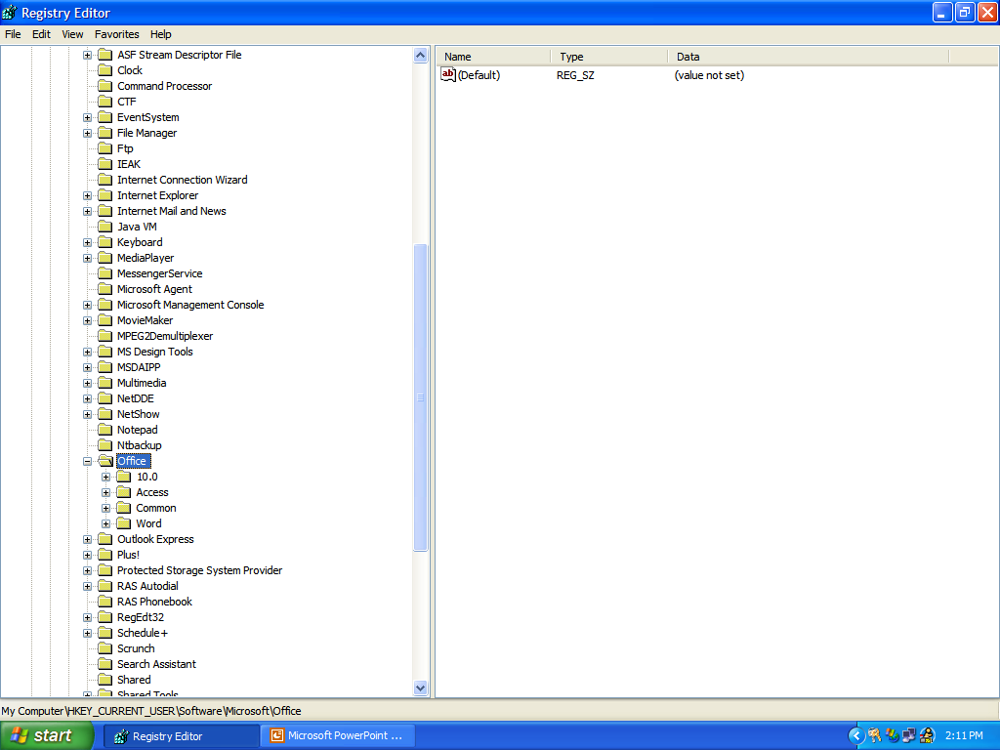 Registry Editor
File Edit View Favorites Help
ASF Stream Descriptor File
Clock
Command Processor
CTF
EventSystem
File Manager
Ftp
IEAK
Internet Connection Wizard
Internet Explorer
Internet Mail and News
Java VM
Keyboard
MediaPlayer
MessengerService
Microsoft Agent
Microsoft Management Console
MovieMaker
MPEG2Demultiplexer
MS Design Tools
MSDAIPP
Multimedia
NetDDE
NetShow
Notepad
Ntbackup
Office
10.0
Access
Common
Word
Outlook Express
Plus!
Protected Storage System Provider
RAS Autodial
RAS Phonebook
RegEdt32
Schedule+
Scrunch
Search Assistant
Shared
Shared Tools
Name Type Data
ab (Default) REG_SZ (value not set)
My Computer\HKEY_CURRENT_USER\Software\Microsoft\Office
start Registry Editor Microsoft PowerPoint ... 2:11 PM